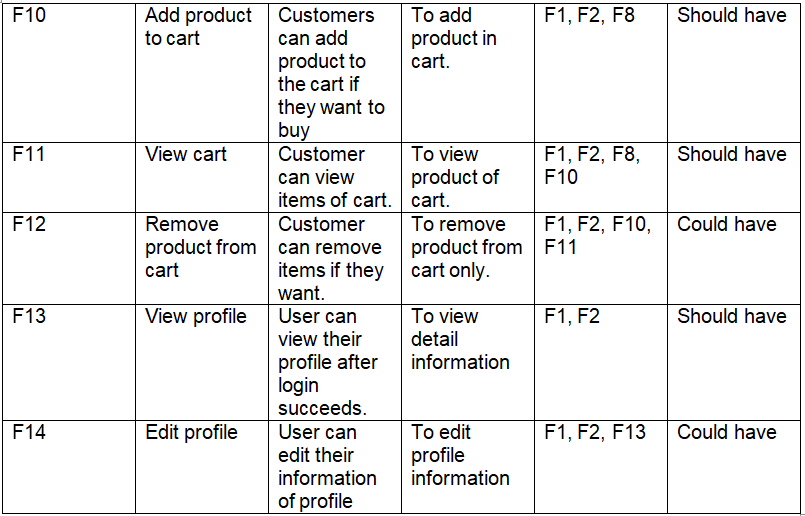 F10 Add product Customers To add F1, F2, F8 Should have
to cart can add product in
product to cart.
the cart if
they want to
buy
F11 View cart Customer To view F1, F2, F8, Should have
can view product of F10
items of cart. cart.
F12 Remove Customer To remove F1, F2, F10, Could have
product from can remove product from F11
cart items if they cart only.
want.
F13 View profile User can To view F1, F2 Should have
view their detail
profile after information
login
succeeds.
F14 Edit profile User can To edit F1, F2, F13 Could have
edit their profile
information information
of profile